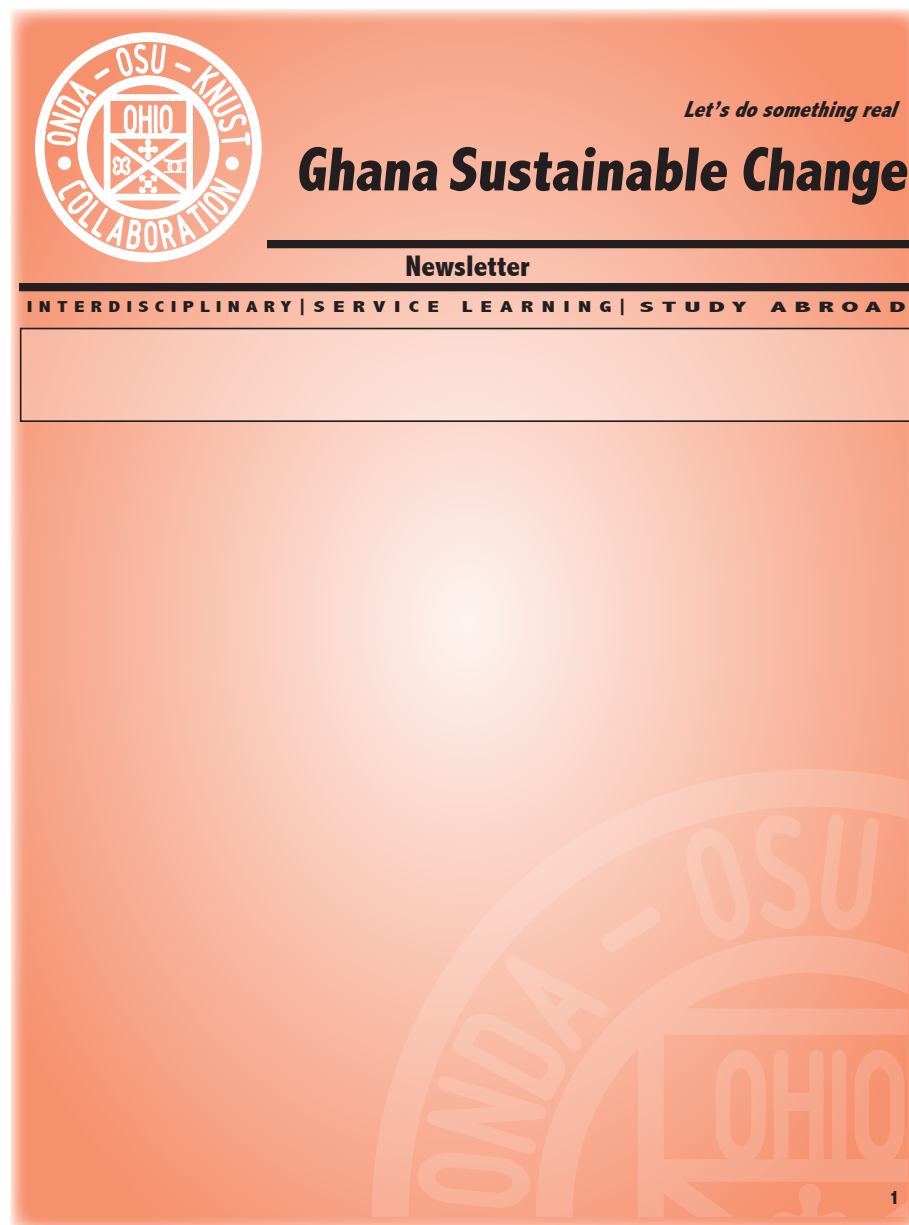 ONDA - OSU - KNUST
OHIO
COLLABORATION
Let's do something real
Ghana Sustainable Change
Newsletter
INTERDISCIPLINARY|SERVICE LEARNING| STUDY ABROAD
ONDA - OSU
OHIO
1